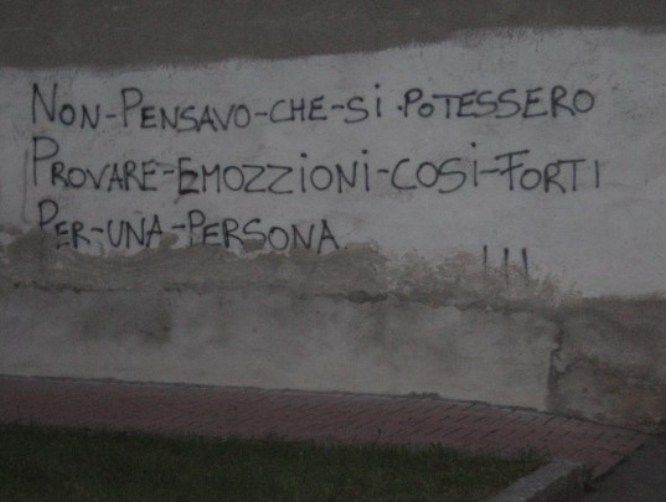 NON-PENSAVO-CHE-Si.POTESSERO
PROVARE-EMOZZiONi-COSi-FORTI
PER-UNA-PERSONA.
!!!